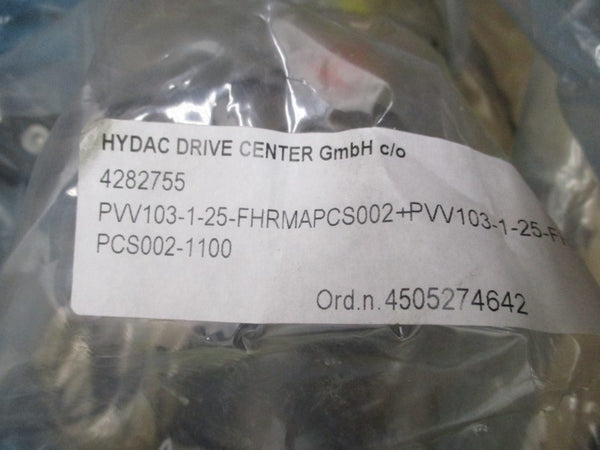 HYDAC DRIVE CENTER GmbH c/o
4282755
PVV103-1-25-FHRMAPCS002+PVV103-1-25-F
PCS002-1100
Ord.n. 4505274642